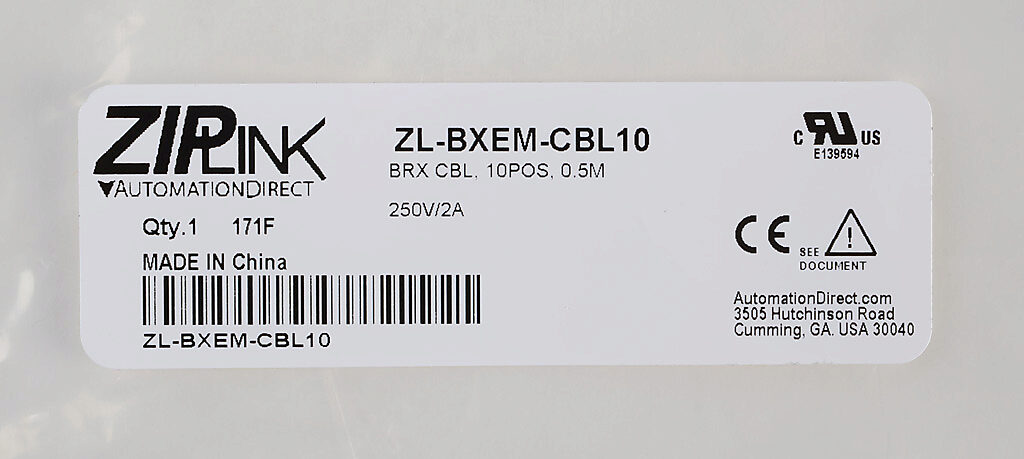 ZIPLINK
AUTOMATIONDIRECT
Qty.1 171F
MADE IN China
ZL-BXEM-CBL10
ZL-BXEM-CBL10
BRX CBL, 10POS, 0.5M
250V/2A
c RU US
E139594
CE SEE ! DOCUMENT
AutomationDirect.com
3505 Hutchinson Road
Cumming, GA. USA 30040